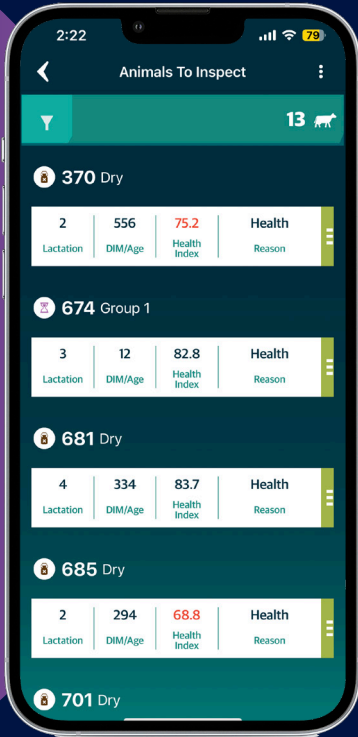 2:22
79
Animals To Inspect
13
370 Dry
2 556 75.2 Health
Lactation DIM/Age Health Index Reason
674 Group 1
3 12 82.8 Health
Lactation DIM/Age Health Index Reason
681 Dry
4 334 83.7 Health
Lactation DIM/Age Health Index Reason
685 Dry
2 294 68.8 Health
Lactation DIM/Age Health Index Reason
701 Dry